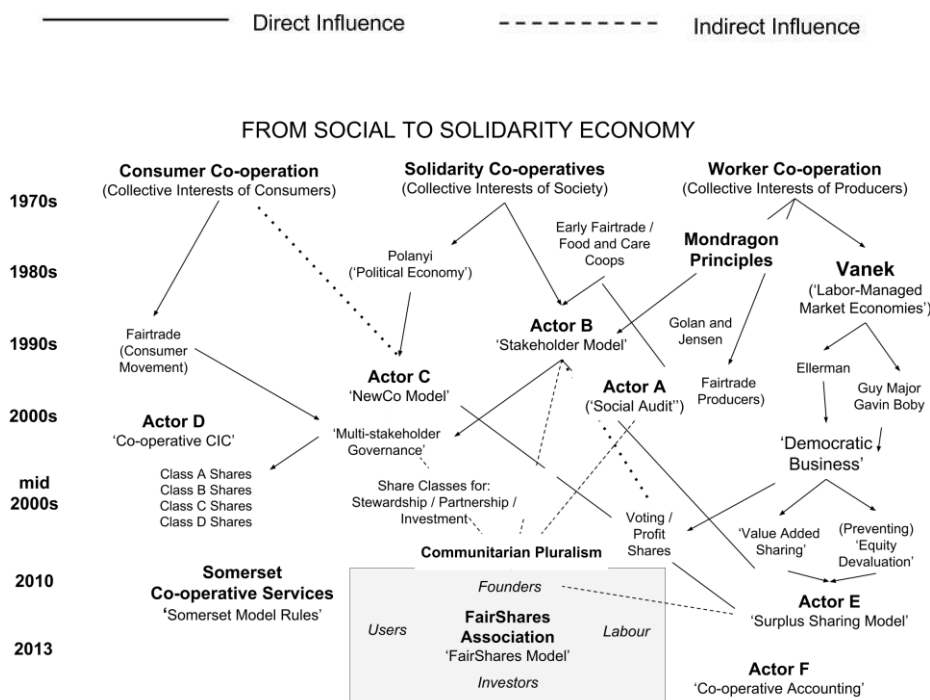 Direct Influence
Indirect Influence
FROM SOCIAL TO SOLIDARITY ECONOMY
Consumer Co-operation
(Collective Interests of Consumers)
Solidarity Co-operatives
(Collective Interests of Society)
Worker Co-operation
(Collective Interests of Producers)
1970s
Early Fairtrade /
Food and Care
Coops
Mondragon
Principles
Polanyi
('Political Economy')
1980s
Vanek
('Labor-Managed
Market Economies')
Actor B
'Stakeholder Model'
Golan and
Jensen
1990s
Fairtrade
(Consumer
Movement)
Actor C
'NewCo Model'
Actor A
('Social Audit'')
Fairtrade
Producers)
Ellerman
Guy Major
Gavin Boby
2000s
Actor D
'Co-operative CIC'
'Multi-stakeholder
Governance'
'Democratic
Business'
Class A Shares
Class B Shares
Class C Shares
Class D Shares
mid
2000s
Share Classes for:
Stewardship / Partnership /
Investment
Voting /
Profit
Shares
'Value Added
Sharing'
(Preventing)
'Equity
Devaluation'
Communitarian Pluralism
2010
Somerset
Co-operative Services
'Somerset Model Rules'
Founders
Users
FairShares
Association
'FairShares Model'
Labour
Investors
Actor E
'Surplus Sharing Model'
2013
Actor F
'Co-operative Accounting'